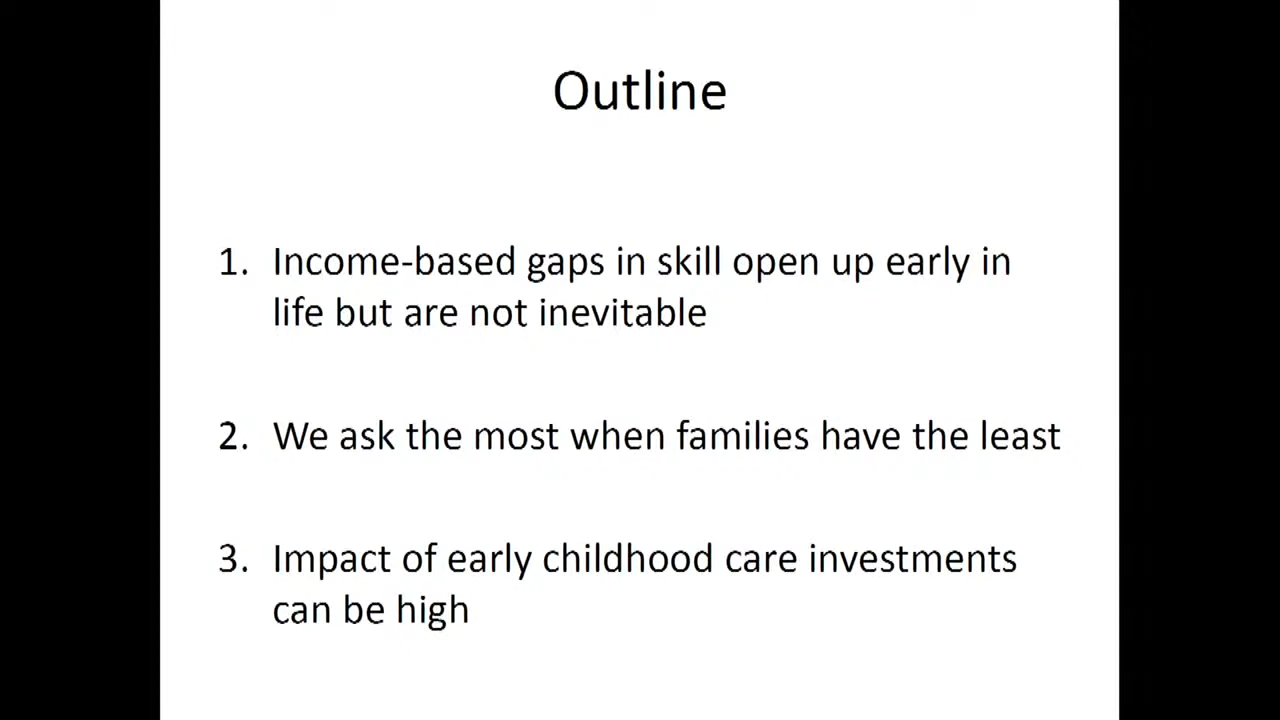 Outline
1. Income-based gaps in skill open up early in
life but are not inevitable
2. We ask the most when families have the least
3. Impact of early childhood care investments
can be high